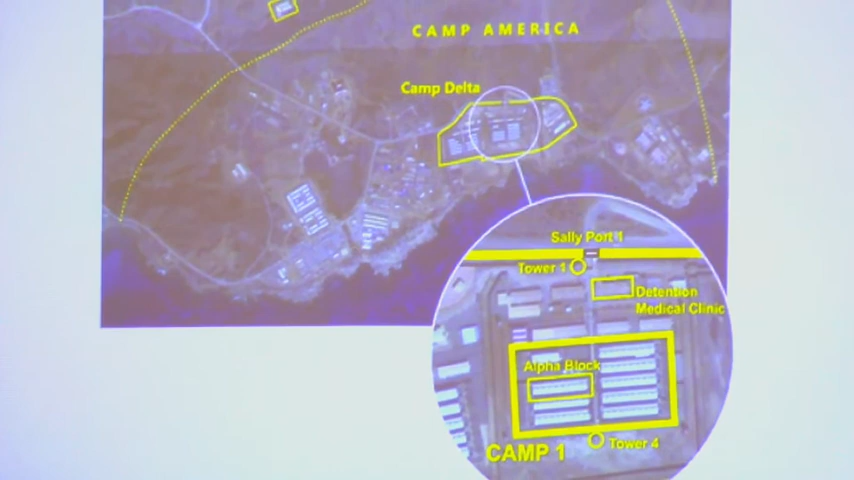 CAMP AMERICA
Camp Delta
Sally Port 1
Tower 1
Detention
Medical Clinic
Alpha Block
Tower 4
CAMP 1